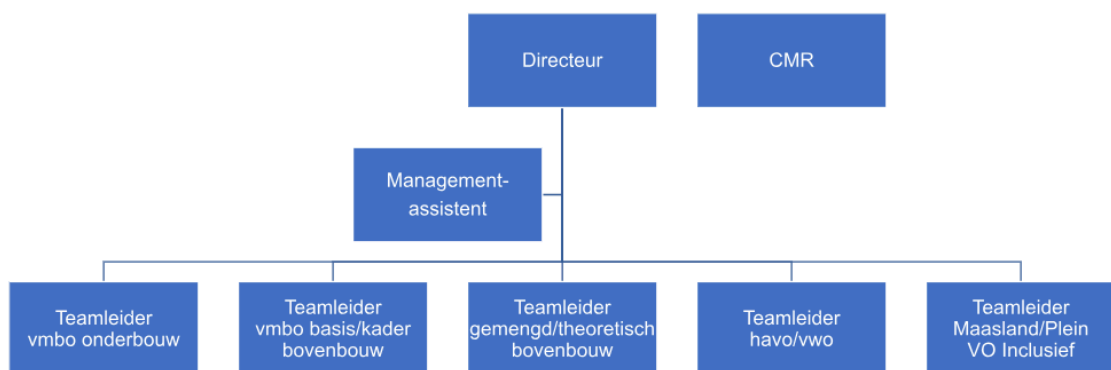 Directeur
CMR
Management-
assistent
Teamleider
vmbo onderbouw
Teamleider
vmbo basis/kader
bovenbouw
Teamleider
gemengd/theoretisch
bovenbouw
Teamleider
havo/vwo
Teamleider
Maasland/Plein
VO Inclusief